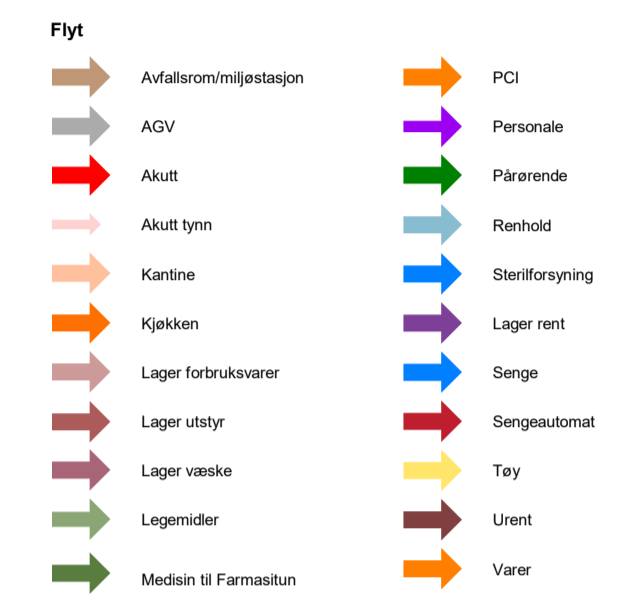 Flyt
Avfallsrom/miljøstasjon
AGV
Akutt
Akutt tynn
Kantine
Kjøkken
Lager forbruksvarer
Lager utstyr
Lager væske
Legemidler
Medisin til Farmasitun
PCI
Personale
Pårørende
Renhold
Sterilforsyning
Lager rent
Senge
Sengeautomat
Tøy
Urent
Varer